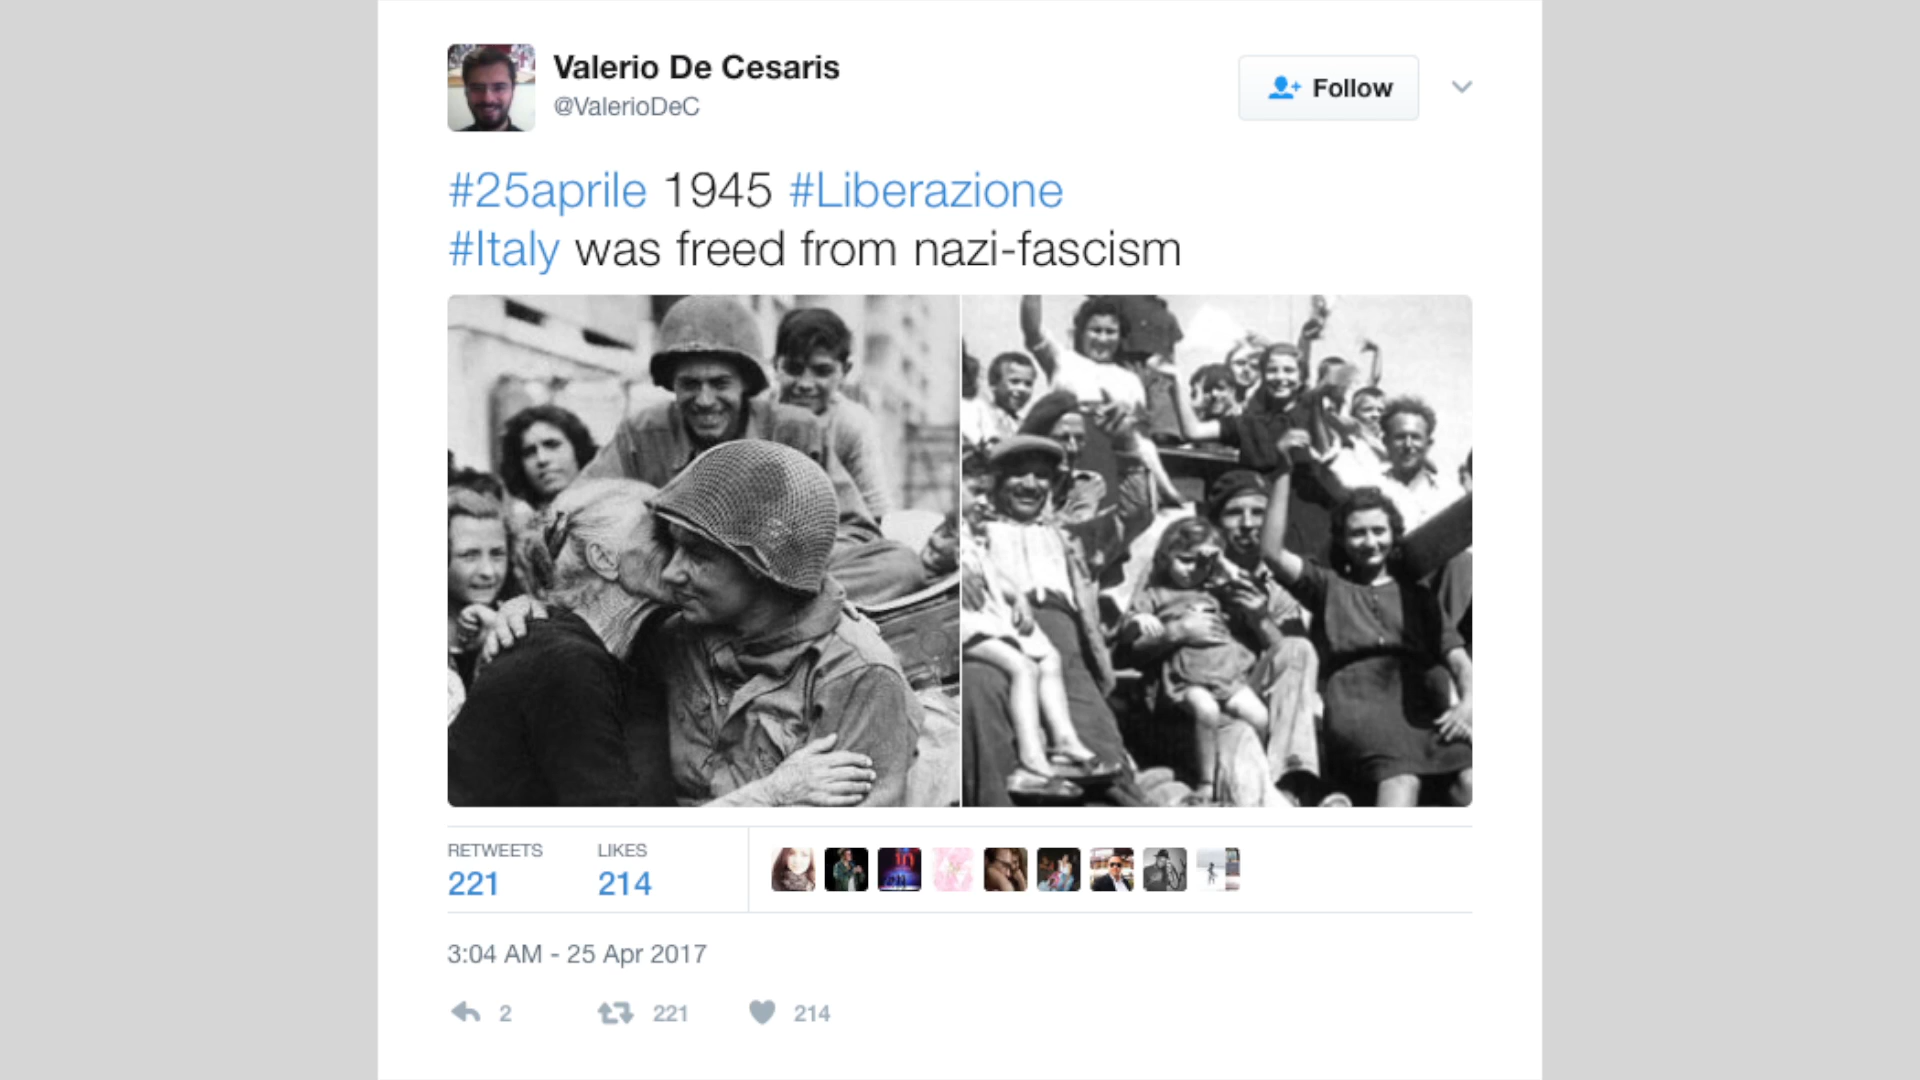 Valerio De Cesaris
@ValerioDeC
Follow
#25aprile 1945 #Liberazione
#Italy was freed from nazi-fascism
RETWEETS LIKES
221 214
3:04 AM - 25 Apr 2017
2 221 214